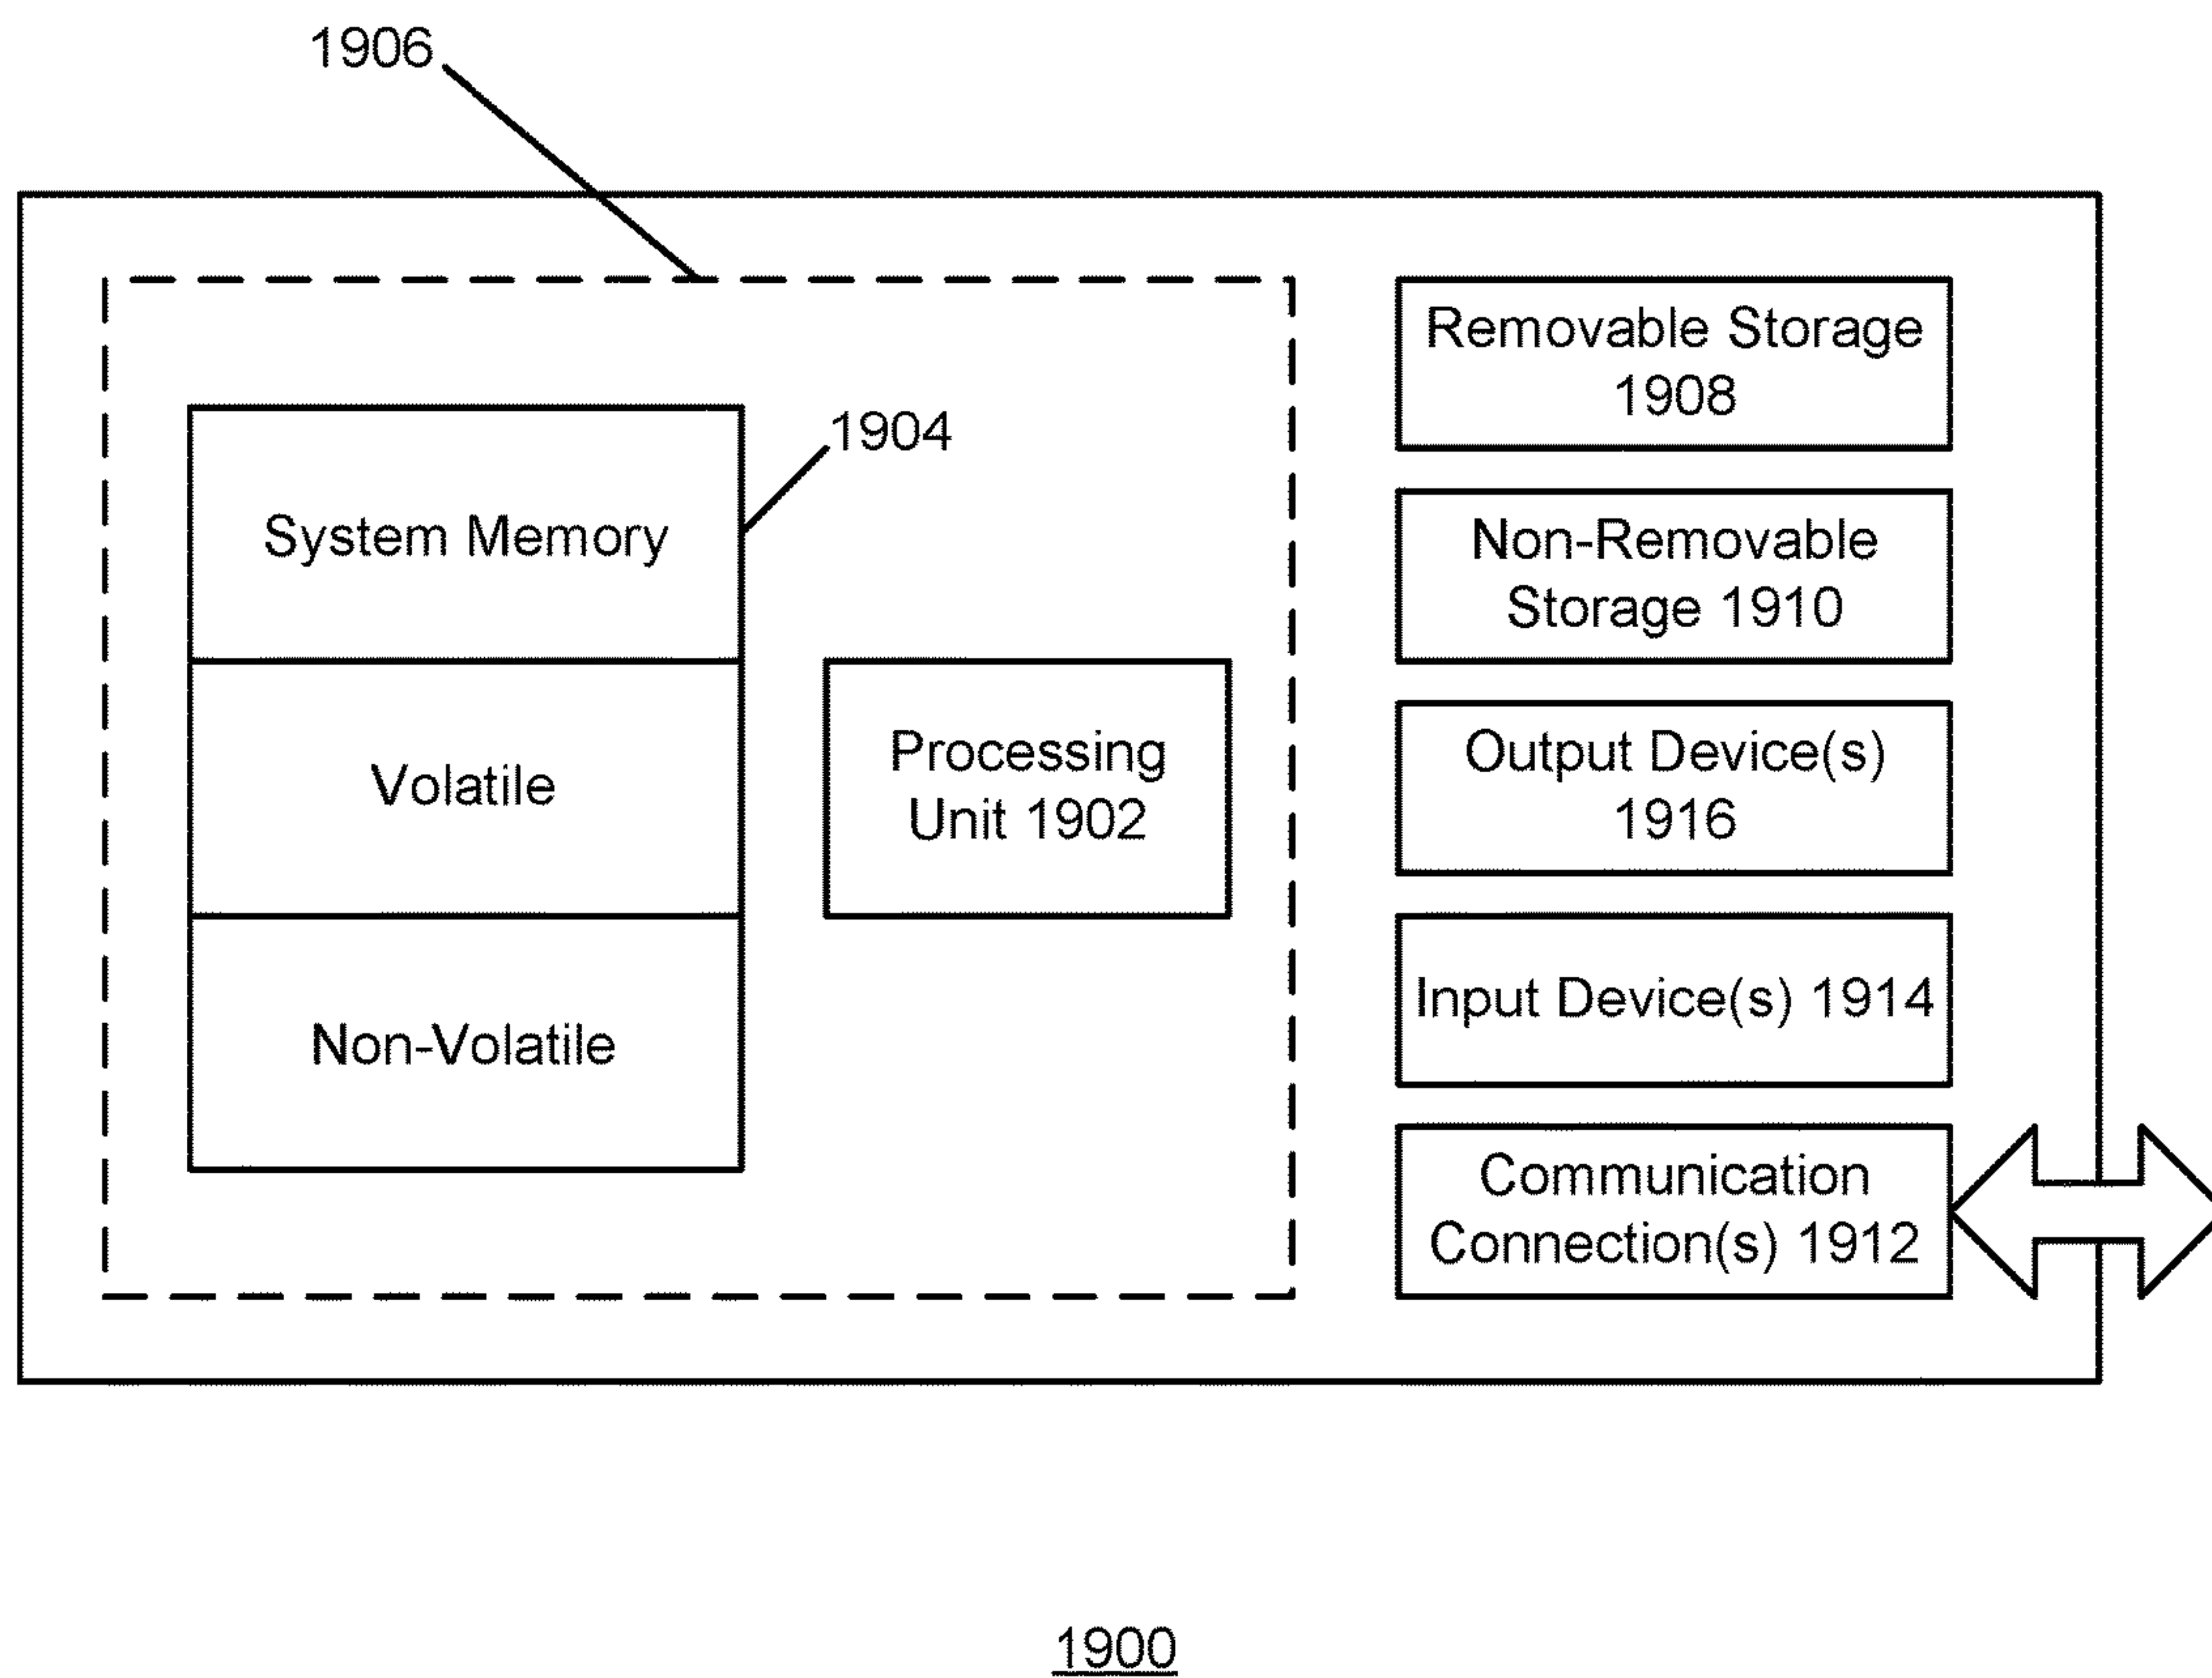 1906
1904
System Memory
Volatile
Non-Volatile
Processing
Unit 1902
Removable Storage
1908
Non-Removable
Storage 1910
Output Device(s)
1916
Input Device(s) 1914
Communication
Connection(s) 1912
1900